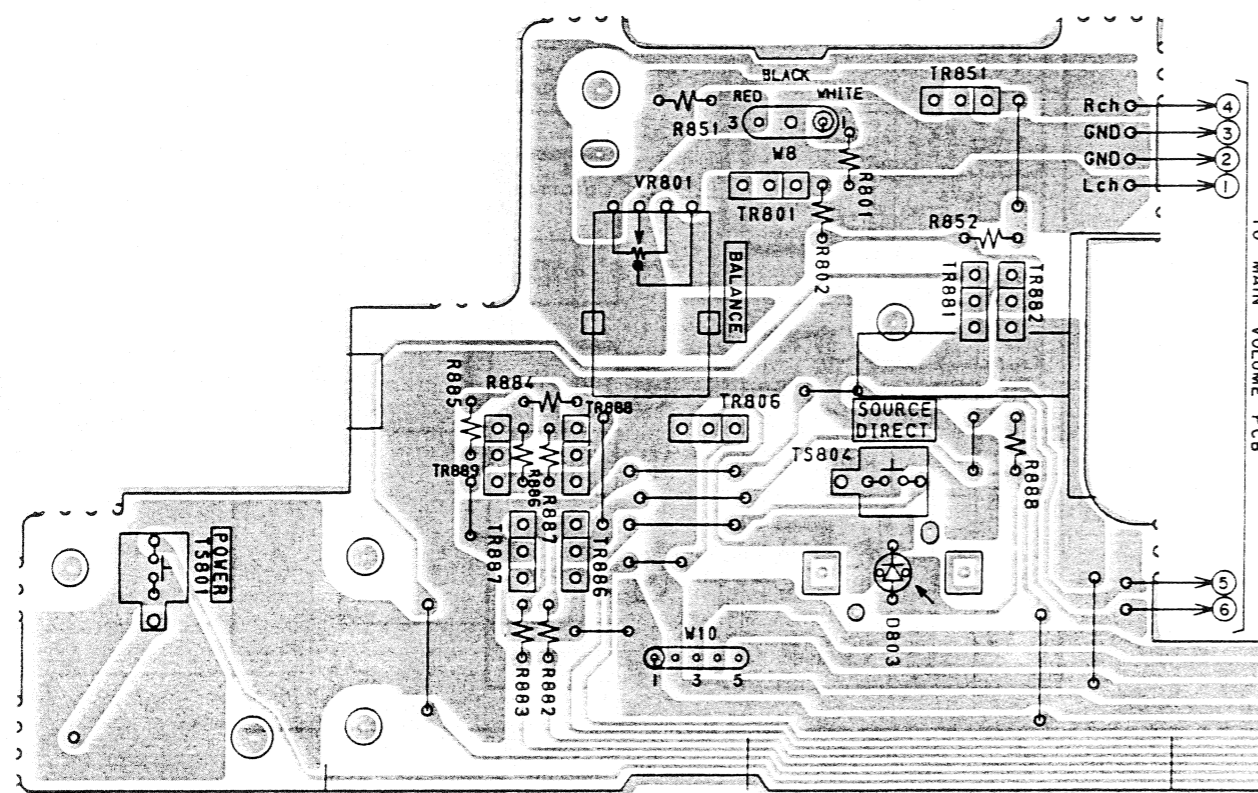 BLACK
RED
WHITE
3
1
R851
W8
TR851
Rch
4
GND
3
GND
2
Lch
1
VR801
TR801
R801
R802
R852
BALANCE
TR881
TR882
TO MAIN VOLUME PCB
R885
R884
TR888
TR806
SOURCE
DIRECT
TS804
TR889
R886
R887
R888
TR887
TR886
POWER
TS801
5
6
W10
1
3
5
D803
R883
R882